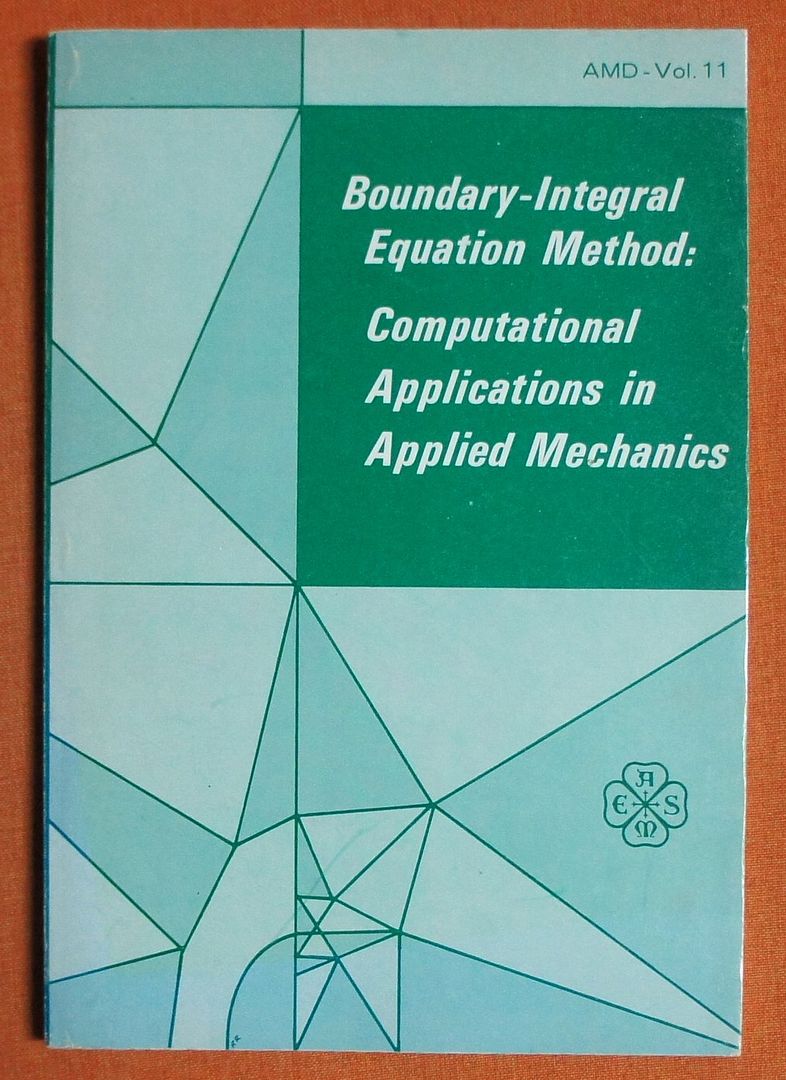 AMD - Vol. 11
Boundary-Integral
Equation Method:
Computational
Applications in
Applied Mechanics
A
E S
M